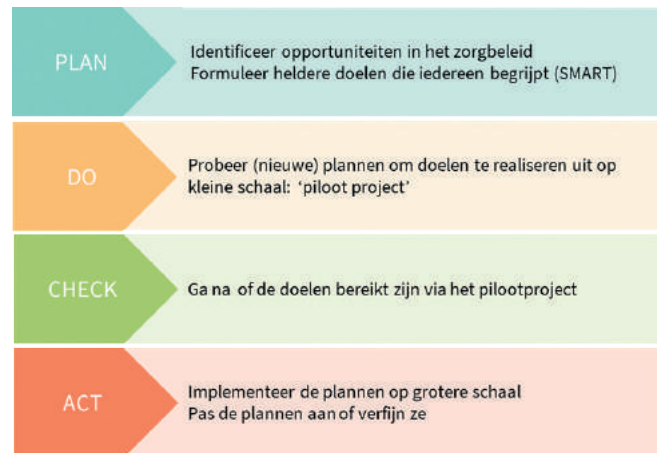 PLAN
Identificeer opportuniteiten in het zorgbeleid
Formuleer heldere doelen die iedereen begrijpt (SMART)
DO
Probeer (nieuwe) plannen om doelen te realiseren uit op
kleine schaal: ‘piloot project’
CHECK
Ga na of de doelen bereikt zijn via het pilootproject
ACT
Implementeer de plannen op grotere schaal
Pas de plannen aan of verfijn ze